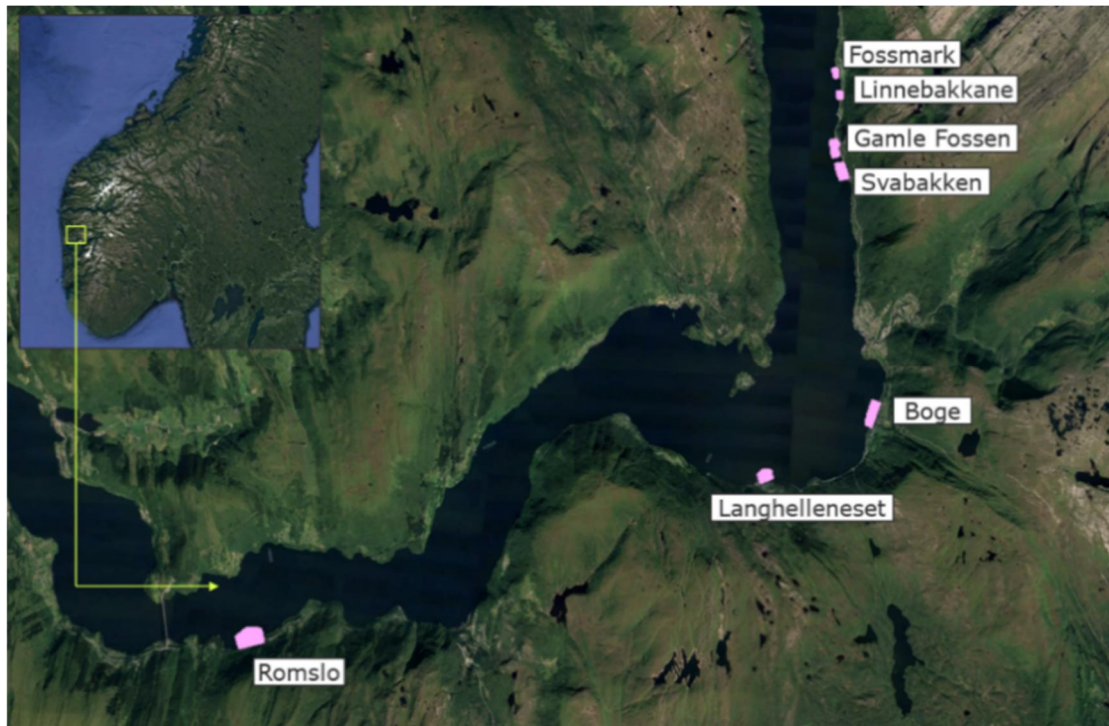 Fossmark
Linnebakkane
Gamle Fossen
Svabakken
Boge
Langhelleneset
Romslo